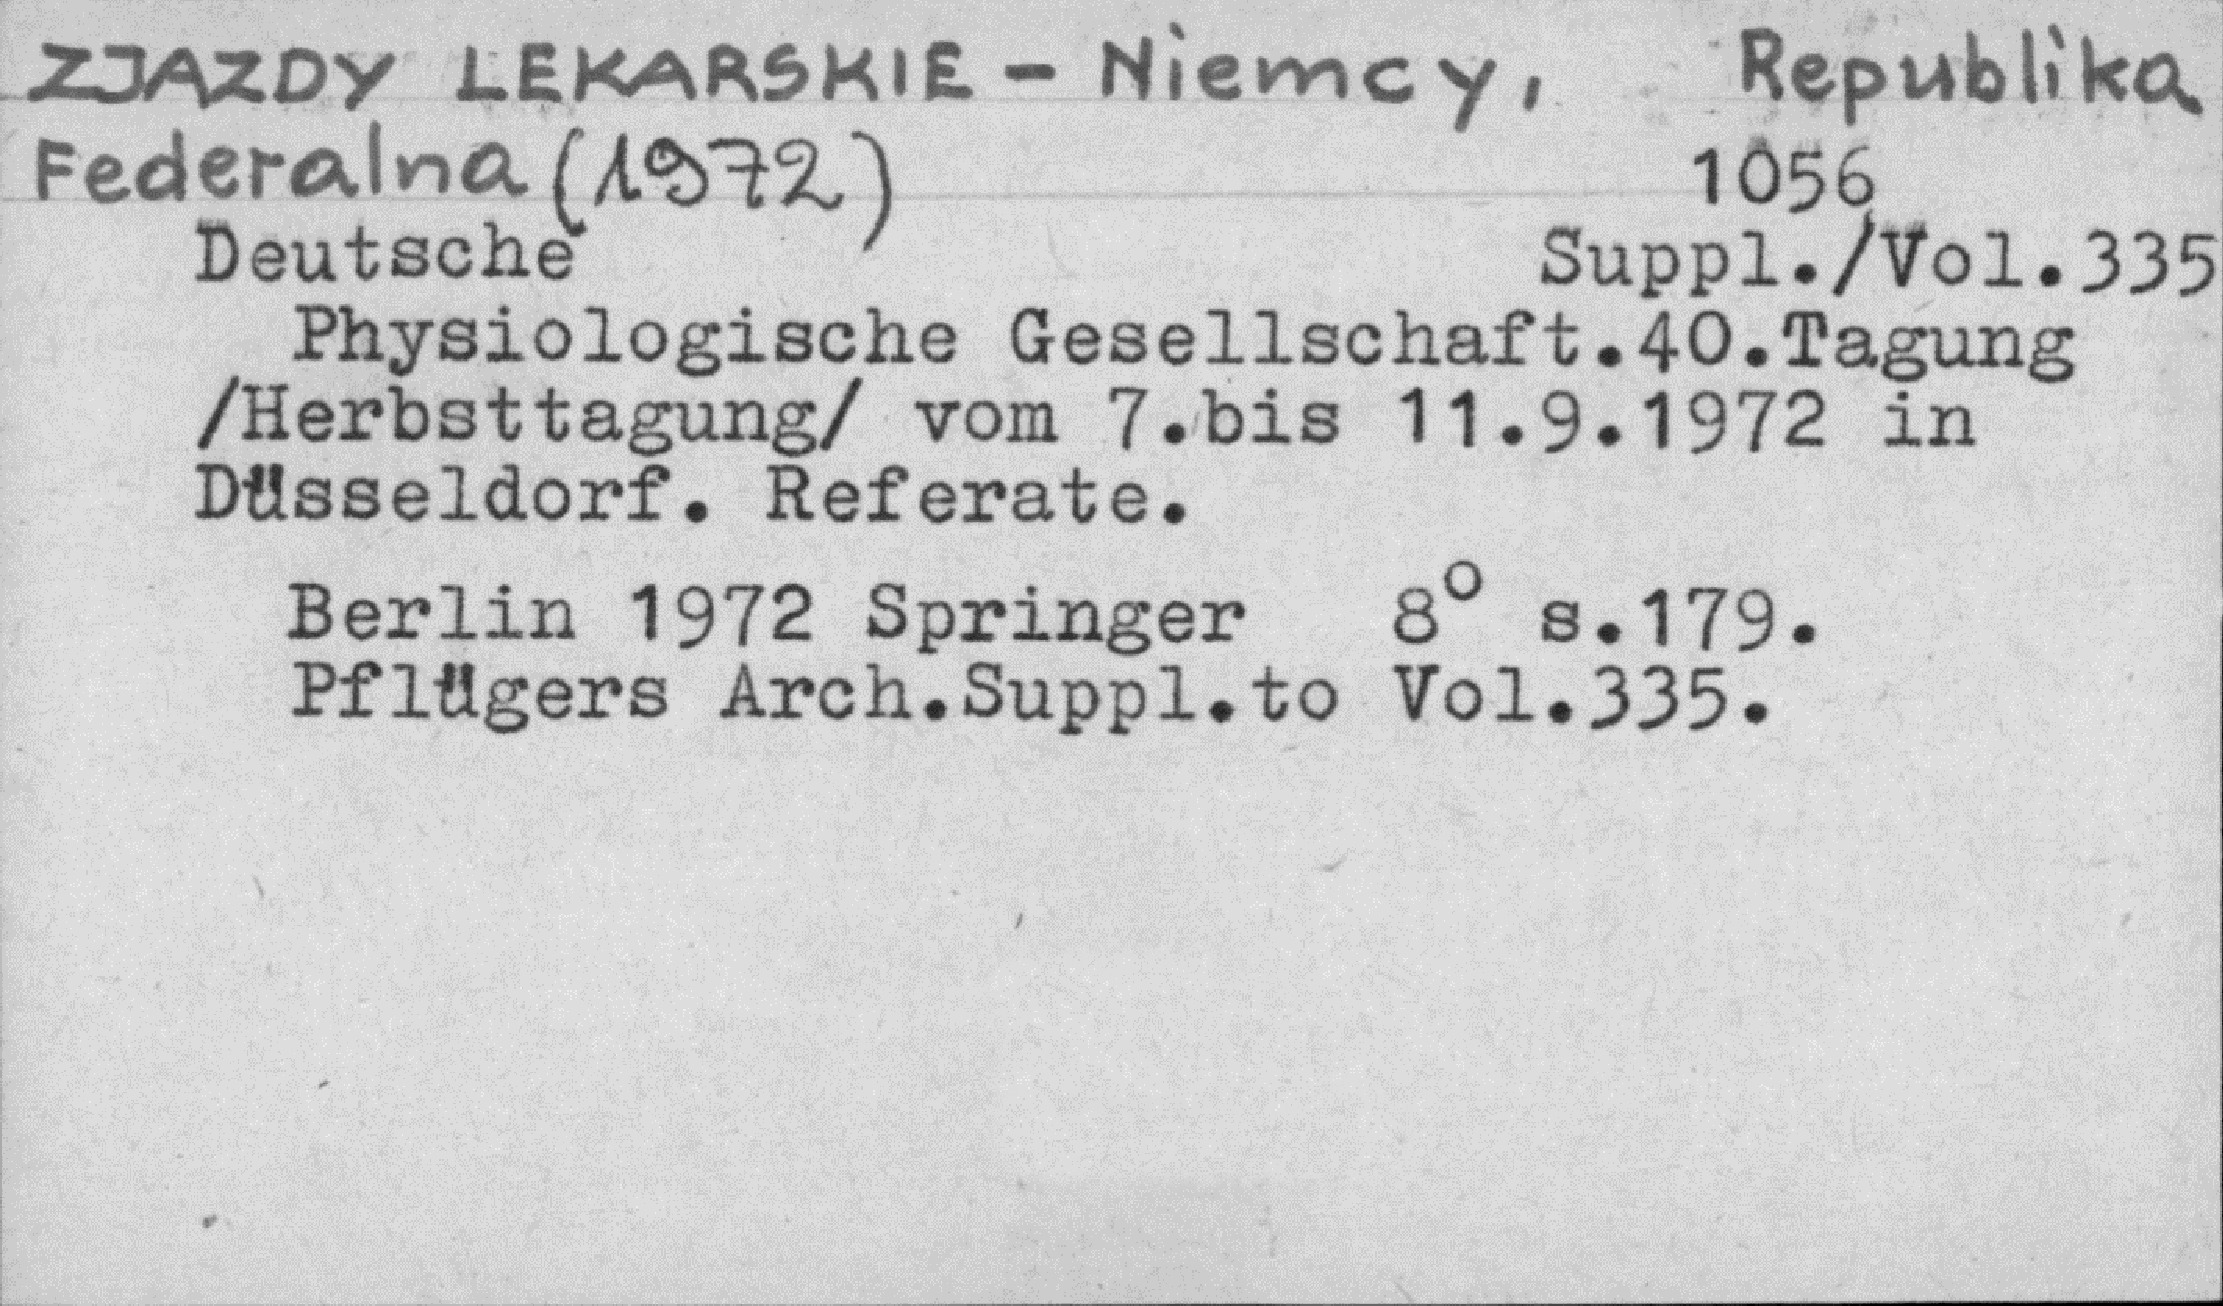 ZJAZDY LEKARSKIE - Niemcy, Republika
Federalna (1972) 1056
Deutsche Suppl./Vol.335
Physiologische Gesellschaft.40.Tagung
/Herbsttagung/ vom 7.bis 11.9.1972 in
Düsseldorf. Referate.
Berlin 1972 Springer 8° s.179.
Pflügers Arch.Suppl.to Vol.335.